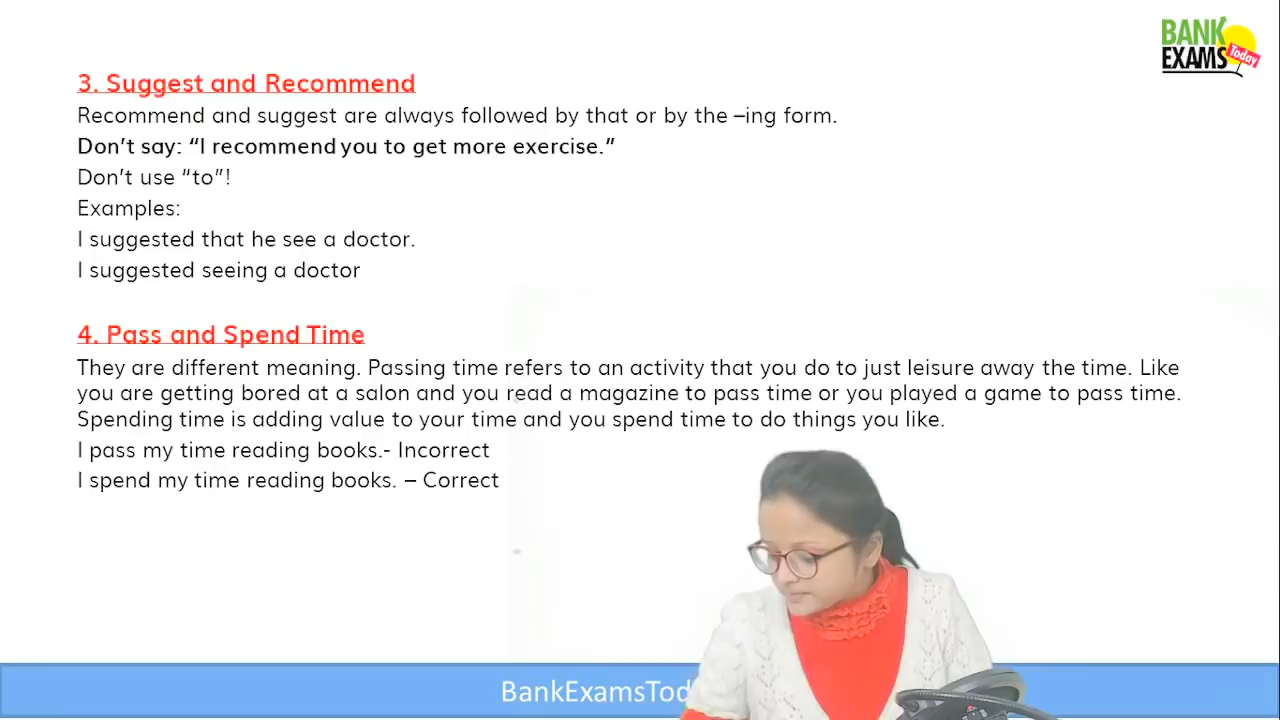 BANK
EXAMS Today
3. Suggest and Recommend
Recommend and suggest are always followed by that or by the –ing form.
Don't say: “I recommend you to get more exercise.”
Don't use “to”!
Examples:
I suggested that he see a doctor.
I suggested seeing a doctor
4. Pass and Spend Time
They are different meaning. Passing time refers to an activity that you do to just leisure away the time. Like
you are getting bored at a salon and you read a magazine to pass time or you played a game to pass time.
Spending time is adding value to your time and you spend time to do things you like.
I pass my time reading books.- Incorrect
I spend my time reading books. – Correct